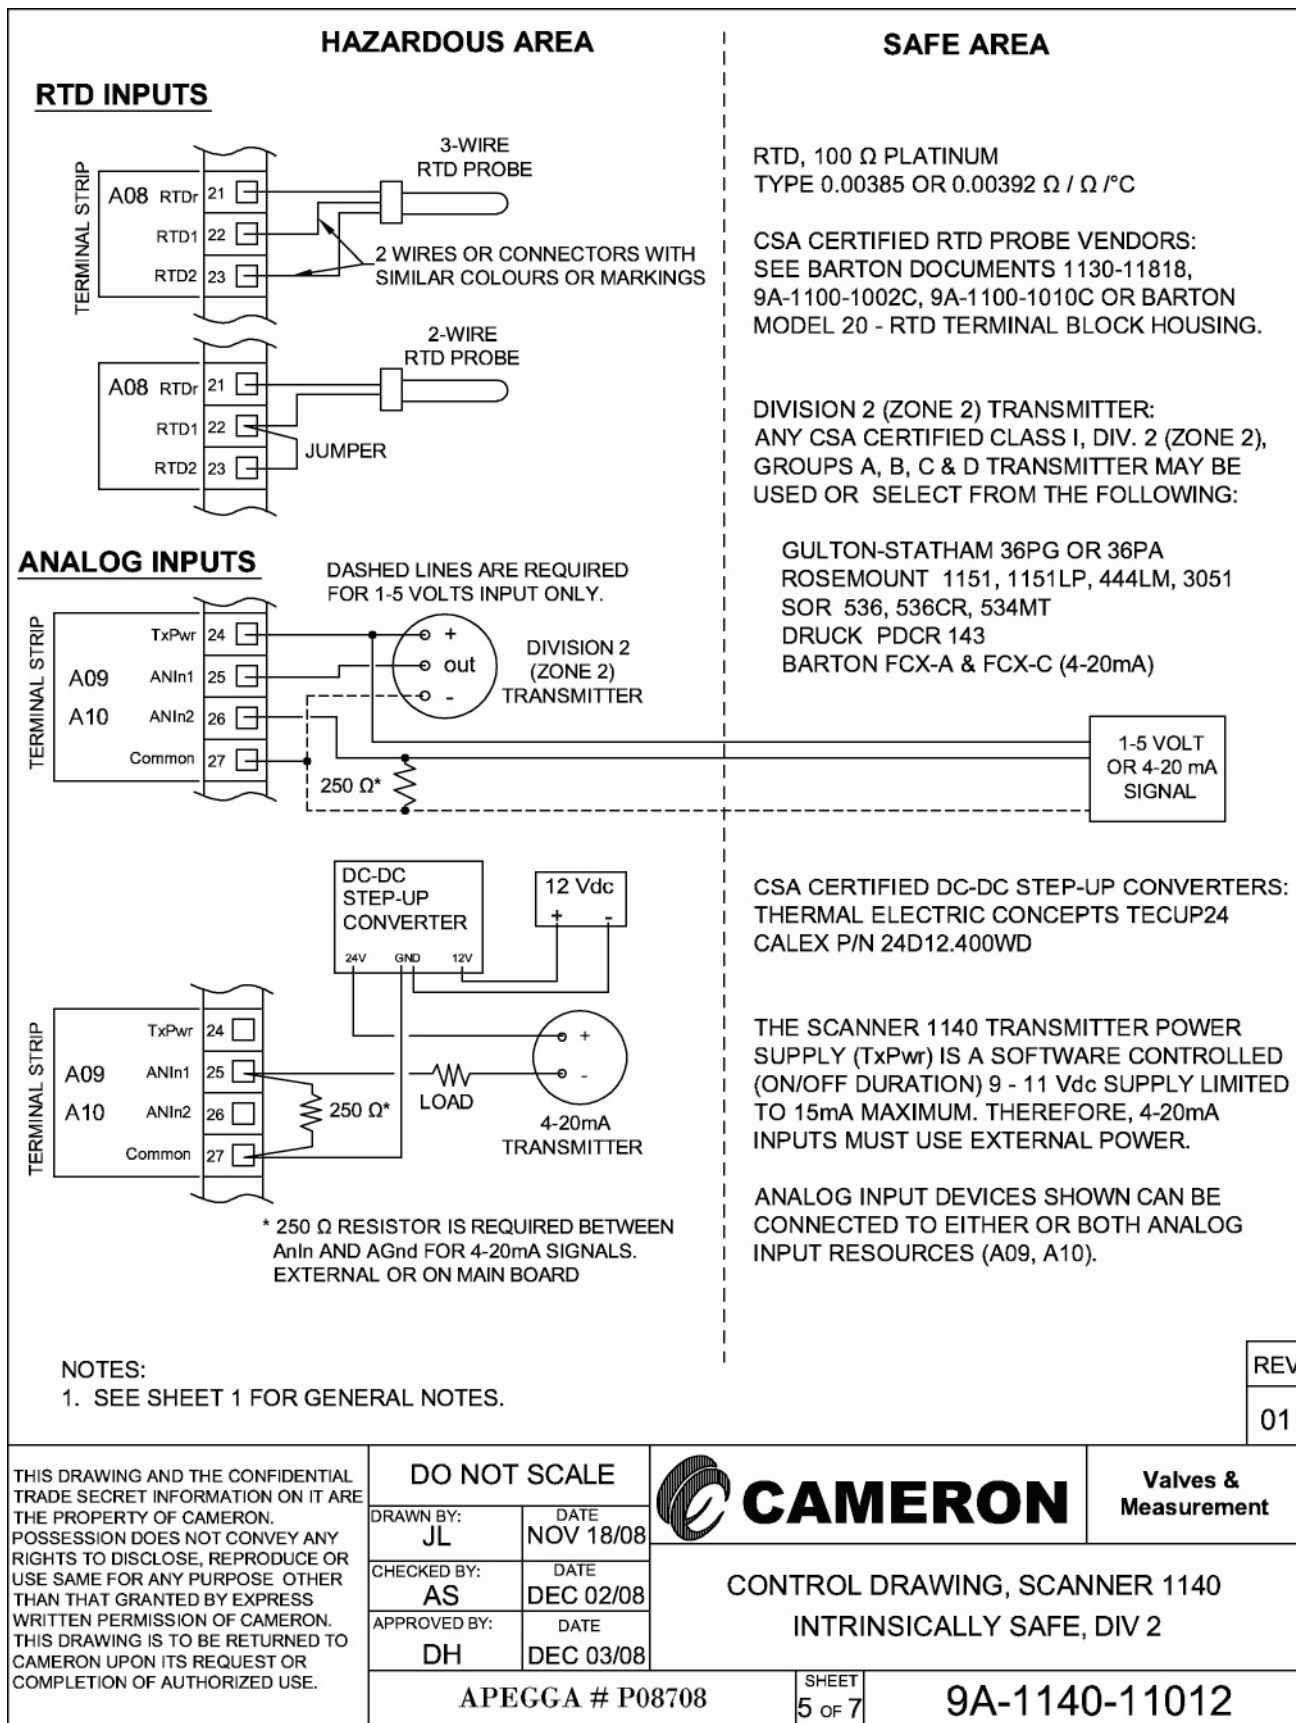 HAZARDOUS AREA
SAFE AREA
RTD INPUTS
TERMINAL STRIP
A08 RTDr 21
RTD1 22
RTD2 23
3-WIRE
RTD PROBE
2 WIRES OR CONNECTORS WITH
SIMILAR COLOURS OR MARKINGS
A08 RTDr 21
RTD1 22
RTD2 23
2-WIRE
RTD PROBE
JUMPER
RTD, 100 Ω PLATINUM
TYPE 0.00385 OR 0.00392 Ω / Ω /°C
CSA CERTIFIED RTD PROBE VENDORS:
SEE BARTON DOCUMENTS 1130-11818,
9A-1100-1002C, 9A-1100-1010C OR BARTON
MODEL 20 - RTD TERMINAL BLOCK HOUSING.
DIVISION 2 (ZONE 2) TRANSMITTER:
ANY CSA CERTIFIED CLASS I, DIV. 2 (ZONE 2),
GROUPS A, B, C & D TRANSMITTER MAY BE
USED OR SELECT FROM THE FOLLOWING:
GULTON-STATHAM 36PG OR 36PA
ROSEMOUNT 1151, 1151LP, 444LM, 3051
SOR 536, 536CR, 534MT
DRUCK PDCR 143
BARTON FCX-A & FCX-C (4-20mA)
ANALOG INPUTS
DASHED LINES ARE REQUIRED
FOR 1-5 VOLTS INPUT ONLY.
TERMINAL STRIP
A09
A10
TxPwr 24
ANIn1 25
ANIn2 26
Common 27
+
out
-
DIVISION 2
(ZONE 2)
TRANSMITTER
250 Ω*
1-5 VOLT
OR 4-20 mA
SIGNAL
DC-DC
STEP-UP
CONVERTER
24V GND 12V
12 Vdc
+ -
TERMINAL STRIP
A09
A10
TxPwr 24
ANIn1 25
ANIn2 26
Common 27
250 Ω*
LOAD
+
-
4-20mA
TRANSMITTER
* 250 Ω RESISTOR IS REQUIRED BETWEEN
AnIn AND AGnd FOR 4-20mA SIGNALS.
EXTERNAL OR ON MAIN BOARD
CSA CERTIFIED DC-DC STEP-UP CONVERTERS:
THERMAL ELECTRIC CONCEPTS TECUP24
CALEX P/N 24D12.400WD
THE SCANNER 1140 TRANSMITTER POWER
SUPPLY (TxPwr) IS A SOFTWARE CONTROLLED
(ON/OFF DURATION) 9 - 11 Vdc SUPPLY LIMITED
TO 15mA MAXIMUM. THEREFORE, 4-20mA
INPUTS MUST USE EXTERNAL POWER.
ANALOG INPUT DEVICES SHOWN CAN BE
CONNECTED TO EITHER OR BOTH ANALOG
INPUT RESOURCES (A09, A10).
NOTES:
1. SEE SHEET 1 FOR GENERAL NOTES.
REV
01
THIS DRAWING AND THE CONFIDENTIAL
TRADE SECRET INFORMATION ON IT ARE
THE PROPERTY OF CAMERON.
POSSESSION DOES NOT CONVEY ANY
RIGHTS TO DISCLOSE, REPRODUCE OR
USE SAME FOR ANY PURPOSE OTHER
THAN THAT GRANTED BY EXPRESS
WRITTEN PERMISSION OF CAMERON.
THIS DRAWING IS TO BE RETURNED TO
CAMERON UPON ITS REQUEST OR
COMPLETION OF AUTHORIZED USE.
DO NOT SCALE
DRAWN BY: DATE
JL NOV 18/08
CHECKED BY: DATE
AS DEC 02/08
APPROVED BY: DATE
DH DEC 03/08
CAMERON
Valves &
Measurement
CONTROL DRAWING, SCANNER 1140
INTRINSICALLY SAFE, DIV 2
APEGGA # P08708
SHEET
5 OF 7
9A-1140-11012